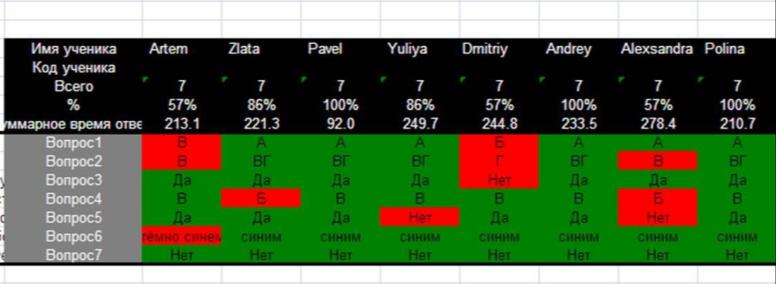 Имя ученика Artem Zlata Pavel Yuliya Dmitriy Andrey Alexsandra Polina
Код ученика
Всего 7 7 7 7 7 7 7 7
% 57% 86% 100% 86% 57% 100% 57% 100%
уммарное время отве 213.1 221.3 92.0 249.7 244.8 233.5 278.4 210.7
Вопрос1 В А А А Б А А А
Вопрос2 В ВГ ВГ ВГ Г ВГ В ВГ
Вопрос3 Да Да Да Да Нет Да Да Да
Вопрос4 В Б В В В В Б В
Вопрос5 Да Да Да Нет Да Да Нет Да
Вопрос6 тёмно синем синим синим синим синим синим синим синим
Вопрос7 Нет Нет Нет Нет Нет Нет Нет Нет